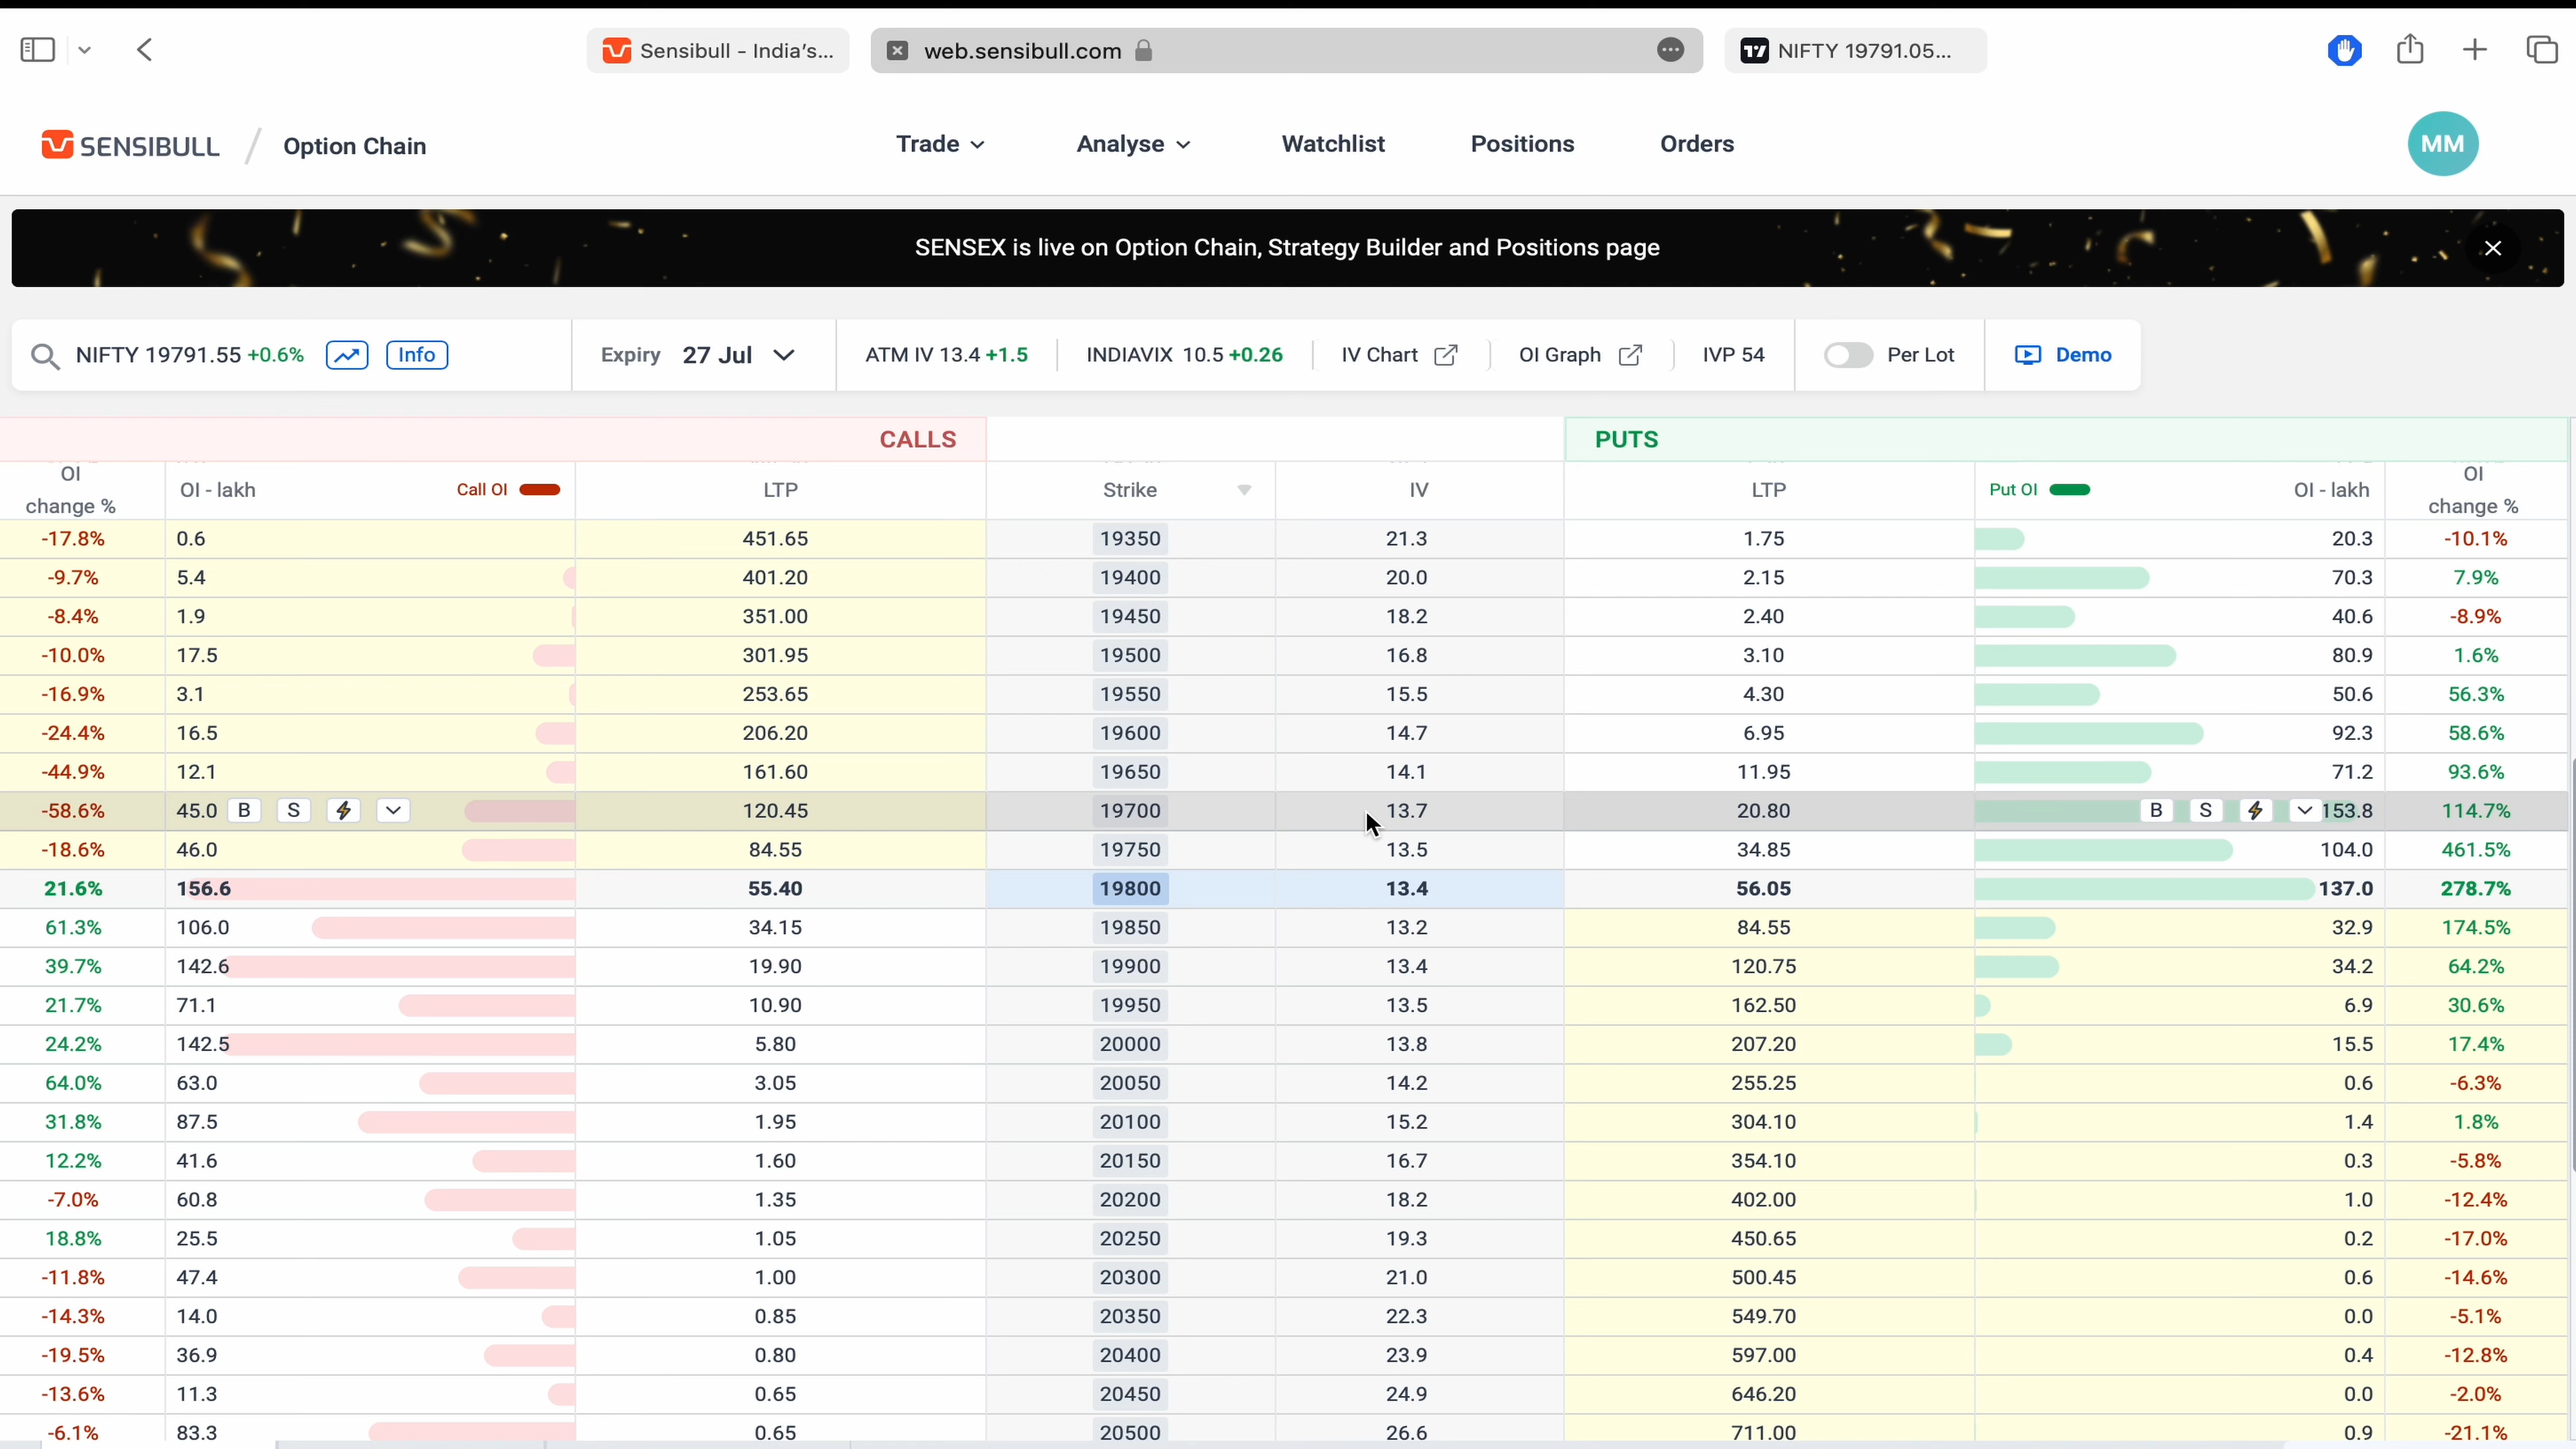 Sensibull - India's...
web.sensibull.com
NIFTY 19791.05...
SENSIBULL / Option Chain
Trade
Analyse
Watchlist
Positions
Orders
MM
SENSEX is live on Option Chain, Strategy Builder and Positions page
NIFTY 19791.55 +0.6% Info
Expiry 27 Jul
ATM IV 13.4 +1.5
INDIAVIX 10.5 +0.26
IV Chart
OI Graph
IVP 54
Per Lot
Demo
CALLS PUTS
OI change % OI - lakh Call OI LTP Strike IV LTP Put OI OI - lakh OI change %
-17.8% 0.6 451.65 19350 21.3 1.75 20.3 -10.1%
-9.7% 5.4 401.20 19400 20.0 2.15 70.3 7.9%
-8.4% 1.9 351.00 19450 18.2 2.40 40.6 -8.9%
-10.0% 17.5 301.95 19500 16.8 3.10 80.9 1.6%
-16.9% 3.1 253.65 19550 15.5 4.30 50.6 56.3%
-24.4% 16.5 206.20 19600 14.7 6.95 92.3 58.6%
-44.9% 12.1 161.60 19650 14.1 11.95 71.2 93.6%
-58.6% 45.0 B S 120.45 19700 13.7 20.80 B S 153.8 114.7%
-18.6% 46.0 84.55 19750 13.5 34.85 104.0 461.5%
21.6% 156.6 55.40 19800 13.4 56.05 137.0 278.7%
61.3% 106.0 34.15 19850 13.2 84.55 32.9 174.5%
39.7% 142.6 19.90 19900 13.4 120.75 34.2 64.2%
21.7% 71.1 10.90 19950 13.5 162.50 6.9 30.6%
24.2% 142.5 5.80 20000 13.8 207.20 15.5 17.4%
64.0% 63.0 3.05 20050 14.2 255.25 0.6 -6.3%
31.8% 87.5 1.95 20100 15.2 304.10 1.4 1.8%
12.2% 41.6 1.60 20150 16.7 354.10 0.3 -5.8%
-7.0% 60.8 1.35 20200 18.2 402.00 1.0 -12.4%
18.8% 25.5 1.05 20250 19.3 450.65 0.2 -17.0%
-11.8% 47.4 1.00 20300 21.0 500.45 0.6 -14.6%
-14.3% 14.0 0.85 20350 22.3 549.70 0.0 -5.1%
-19.5% 36.9 0.80 20400 23.9 597.00 0.4 -12.8%
-13.6% 11.3 0.65 20450 24.9 646.20 0.0 -2.0%
-6.1% 83.3 0.65 20500 26.6 711.00 0.9 -21.1%